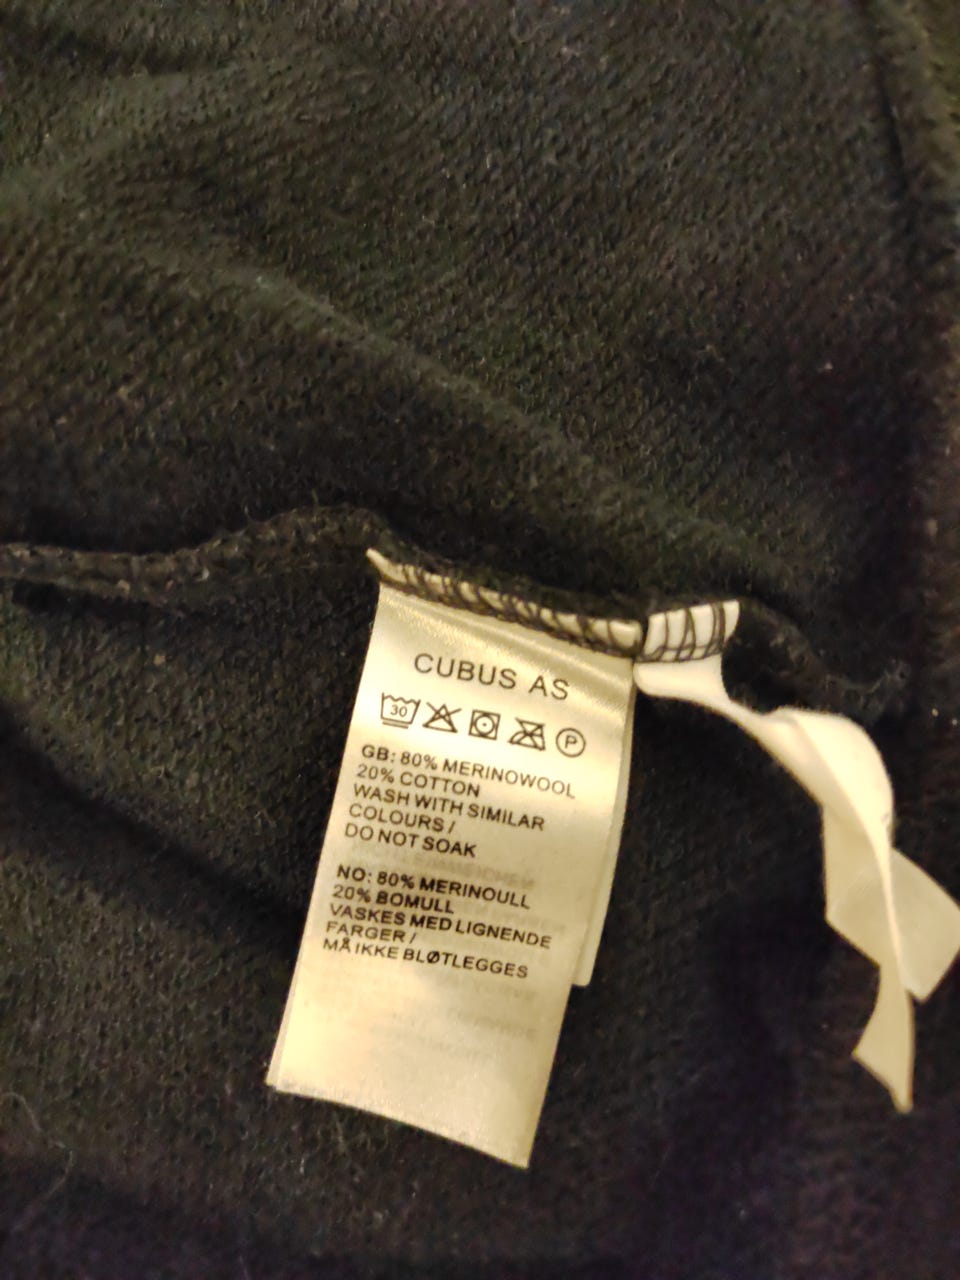 CUBUS AS
30 P
GB: 80% MERINOWOOL
20% COTTON
WASH WITH SIMILAR
COLOURS /
DO NOT SOAK
NO: 80% MERINOULL
20% BOMULL
VASKES MED LIGNENDE
FARGER /
MÅ IKKE BLØTLEGGES